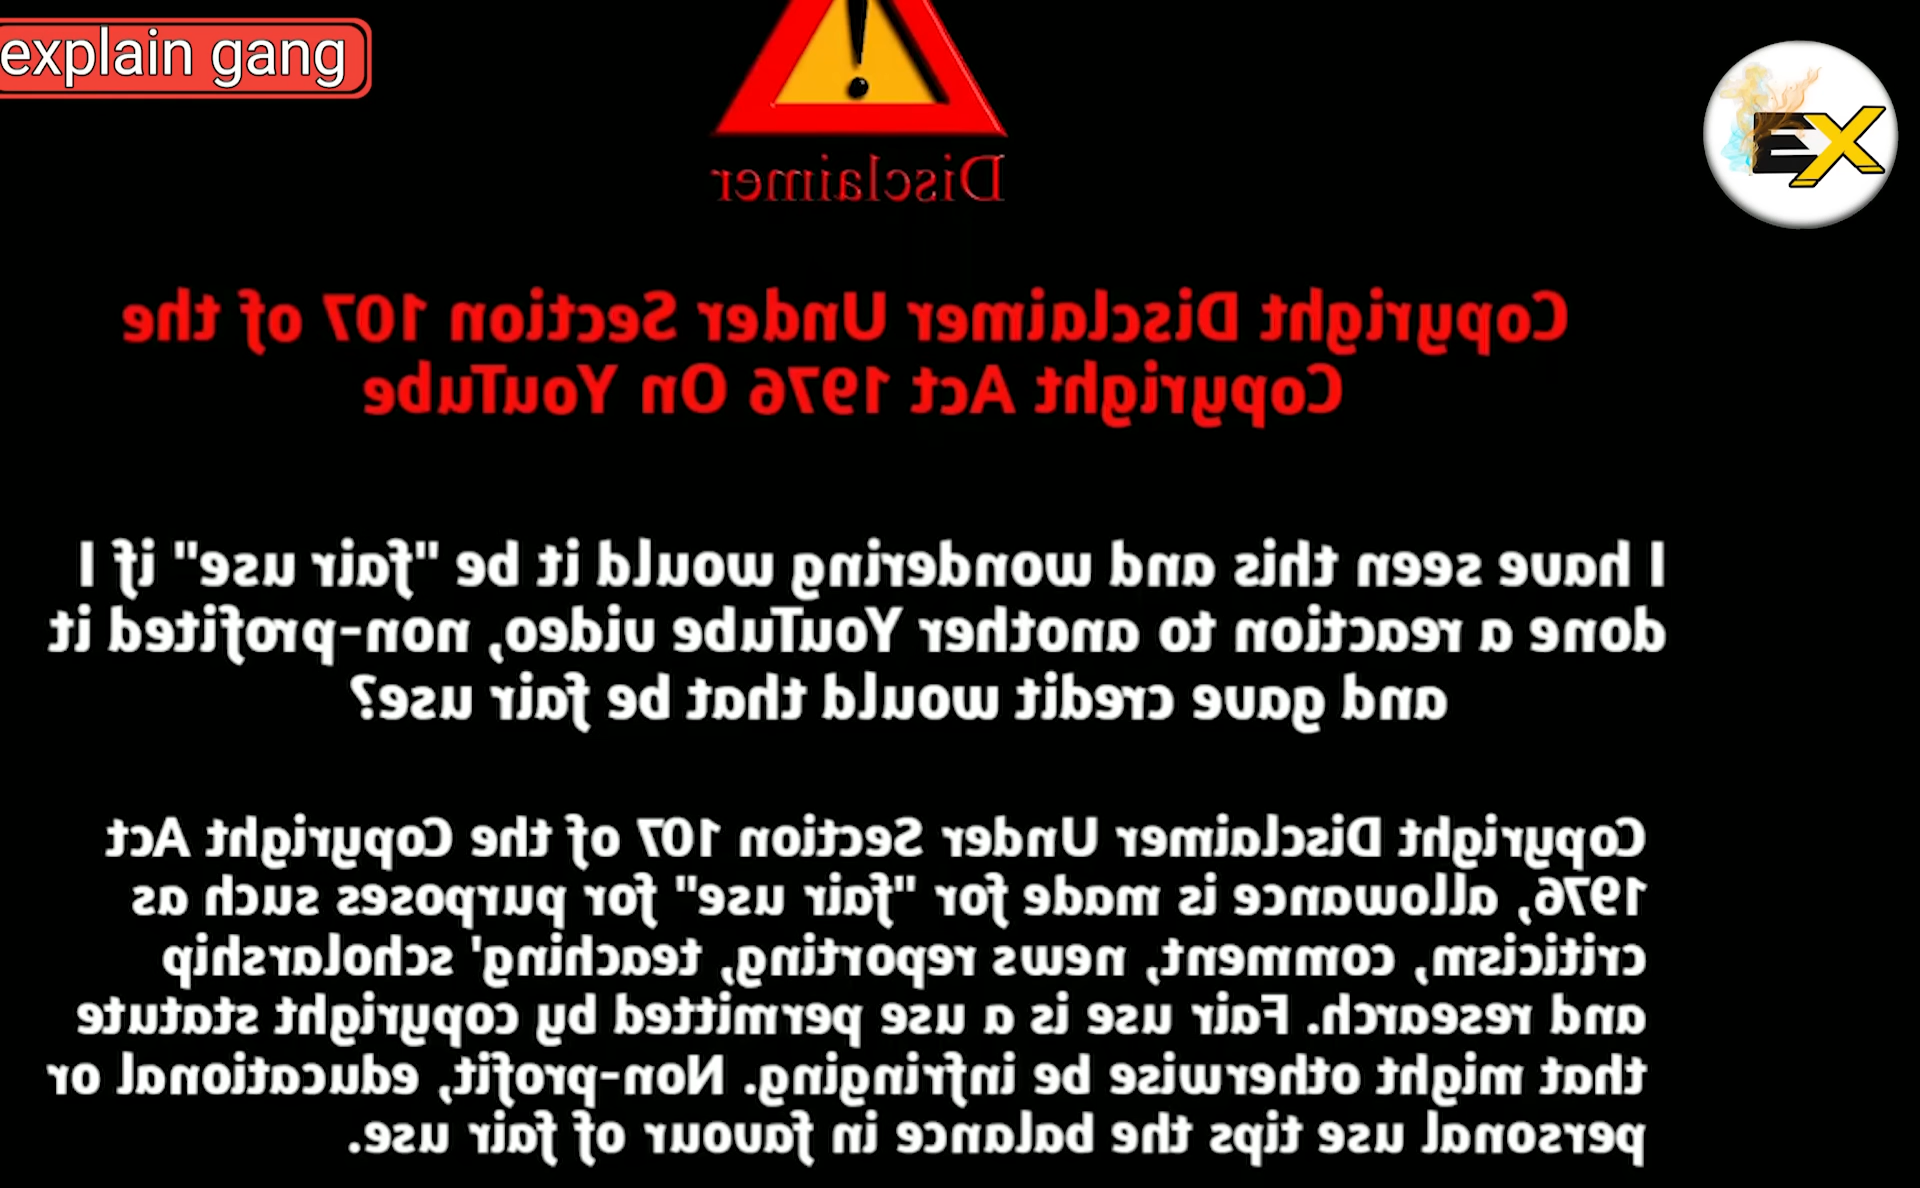 explain gang
EX
Disclaimer
Copyright Disclaimer Under Section 107 of the
Copyright Act 1976 On YouTube
I have seen this and wondering would it be "fair use" if I
done a reaction to another YouTube video, non-profited it
and gave credit would that be fair use?
Copyright Disclaimer Under Section 107 of the Copyright Act
1976, allowance is made for "fair use" for purposes such as
criticism, comment, news reporting, teaching' scholarship
and research. Fair use is a use permitted by copyright statute
that might otherwise be infringing. Non-profit, educational or
personal use tips the balance in favour of fair use.